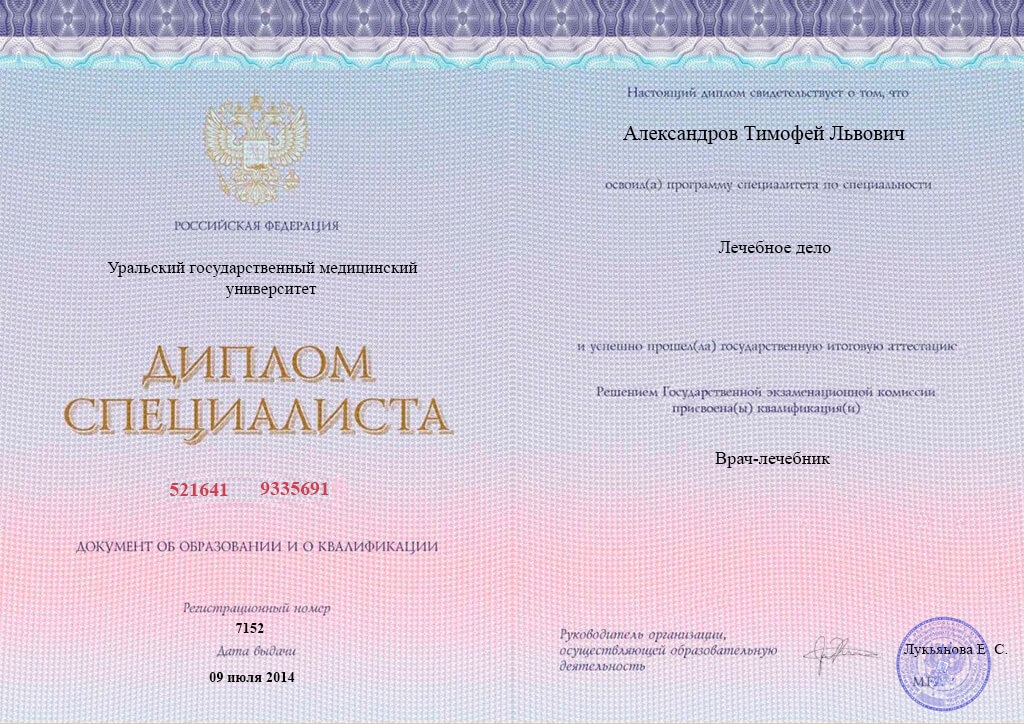 РОССИЙСКАЯ ФЕДЕРАЦИЯ
Уральский государственный медицинский
университет
ДИПЛОМ
СПЕЦИАЛИСТА
521641 9335691
ДОКУМЕНТ ОБ ОБРАЗОВАНИИ И О КВАЛИФИКАЦИИ
Регистрационный номер
7152
Дата выдачи
09 июля 2014
Настоящий диплом свидетельствует о том, что
Александров Тимофей Львович
освоил(а) программу специалитета по специальности
Лечебное дело
и успешно прошел(ла) государственную итоговую аттестацию
Решением Государственной экзаменационной комиссии
присвоена(ы) квалификация(и)
Врач-лечебник
Руководитель организации,
осуществляющей образовательную
деятельность
Лукьянова Е. С.
М.П.